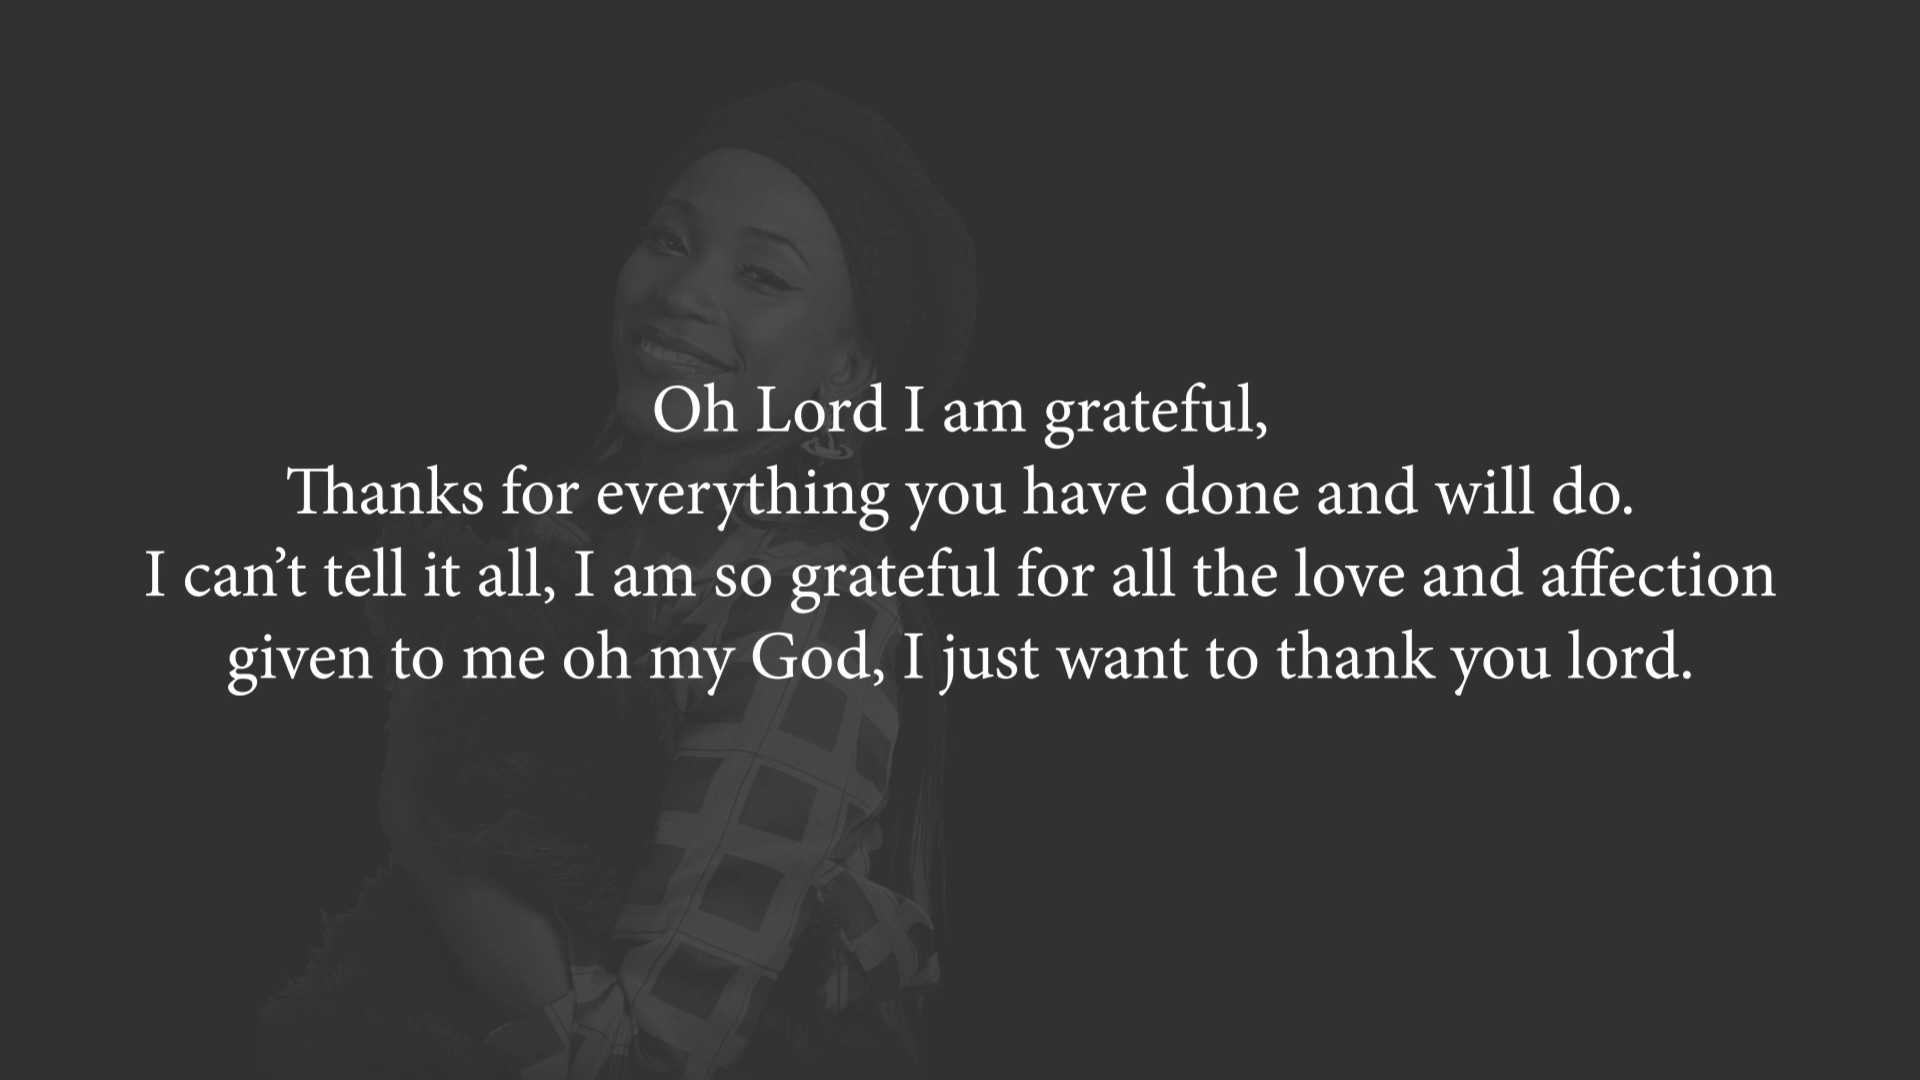 Oh Lord I am grateful,
Thanks for everything you have done and will do.
I can’t tell it all, I am so grateful for all the love and affection
given to me oh my God, I just want to thank you lord.